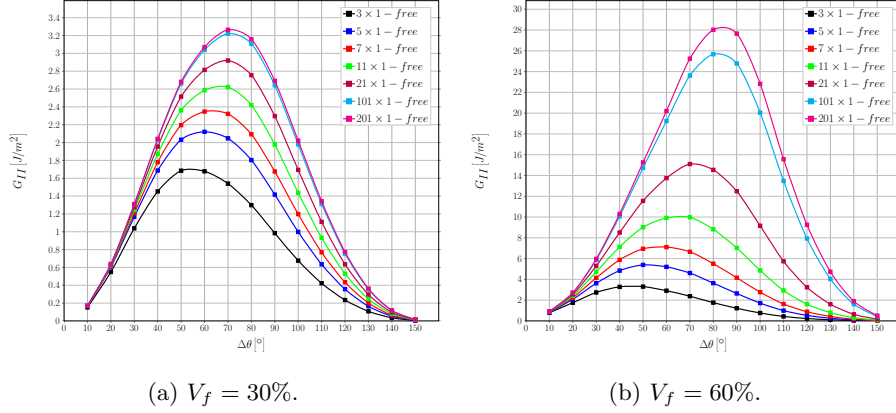 3.4
3.2
3
2.8
2.6
2.4
2.2
2
1.8
1.6
1.4
1.2
1
0.8
0.6
0.4
0.2
0
G_{II} [J/m²]
0 10 20 30 40 50 60 70 80 90 100 110 120 130 140 150
Δθ [°]
3 × 1 − free
5 × 1 − free
7 × 1 − free
11 × 1 − free
21 × 1 − free
101 × 1 − free
201 × 1 − free
(a) V_f = 30%.
30
28
26
24
22
20
18
16
14
12
10
8
6
4
2
0
G_{II} [J/m²]
0 10 20 30 40 50 60 70 80 90 100 110 120 130 140 150
Δθ [°]
3 × 1 − free
5 × 1 − free
7 × 1 − free
11 × 1 − free
21 × 1 − free
101 × 1 − free
201 × 1 − free
(b) V_f = 60%.